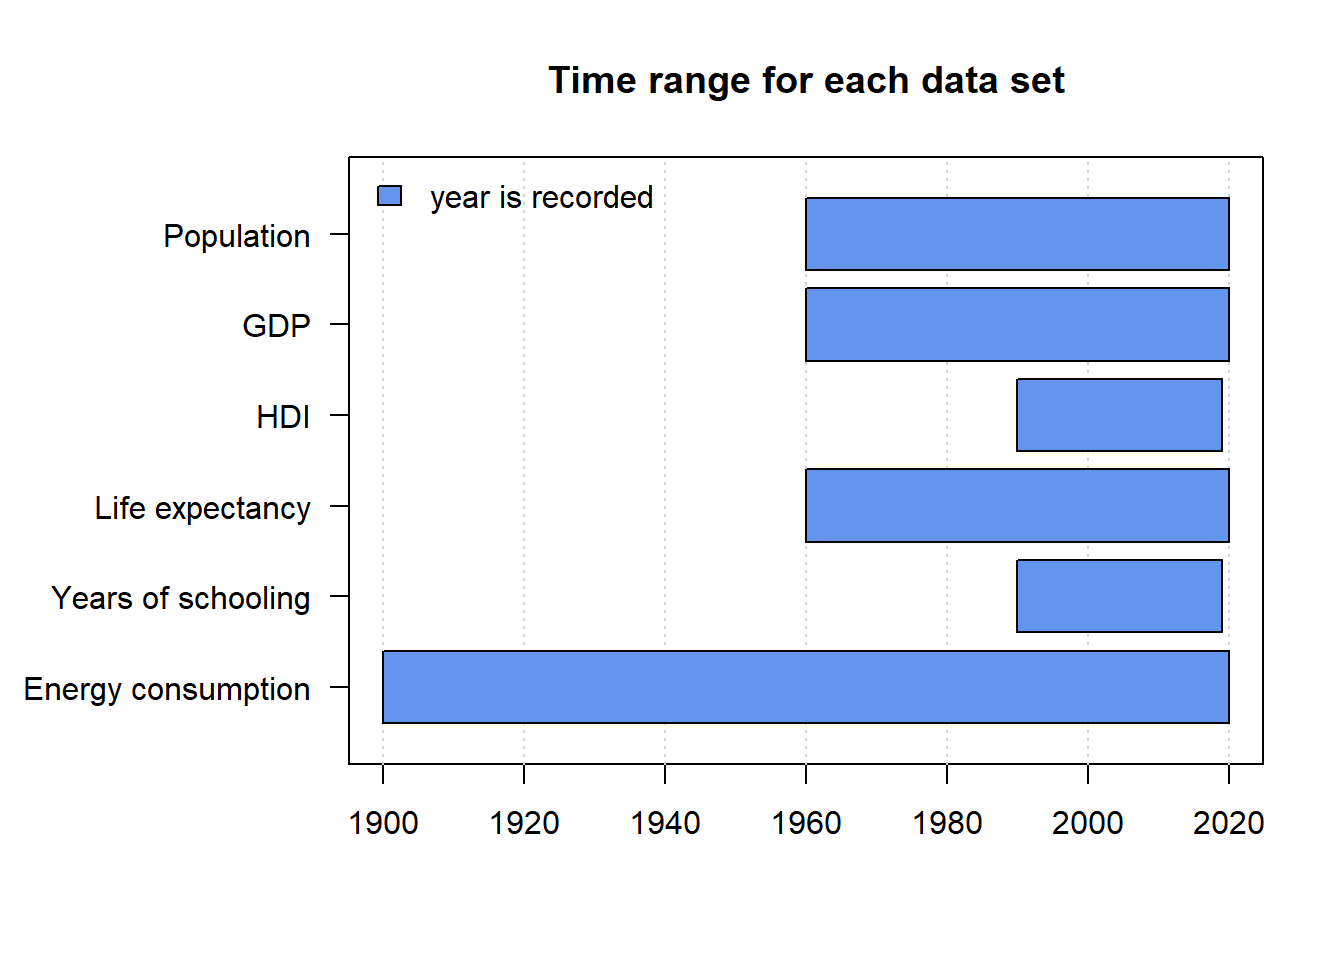 Time range for each data set
year is recorded
Population
GDP
HDI
Life expectancy
Years of schooling
Energy consumption
1900 1920 1940 1960 1980 2000 2020